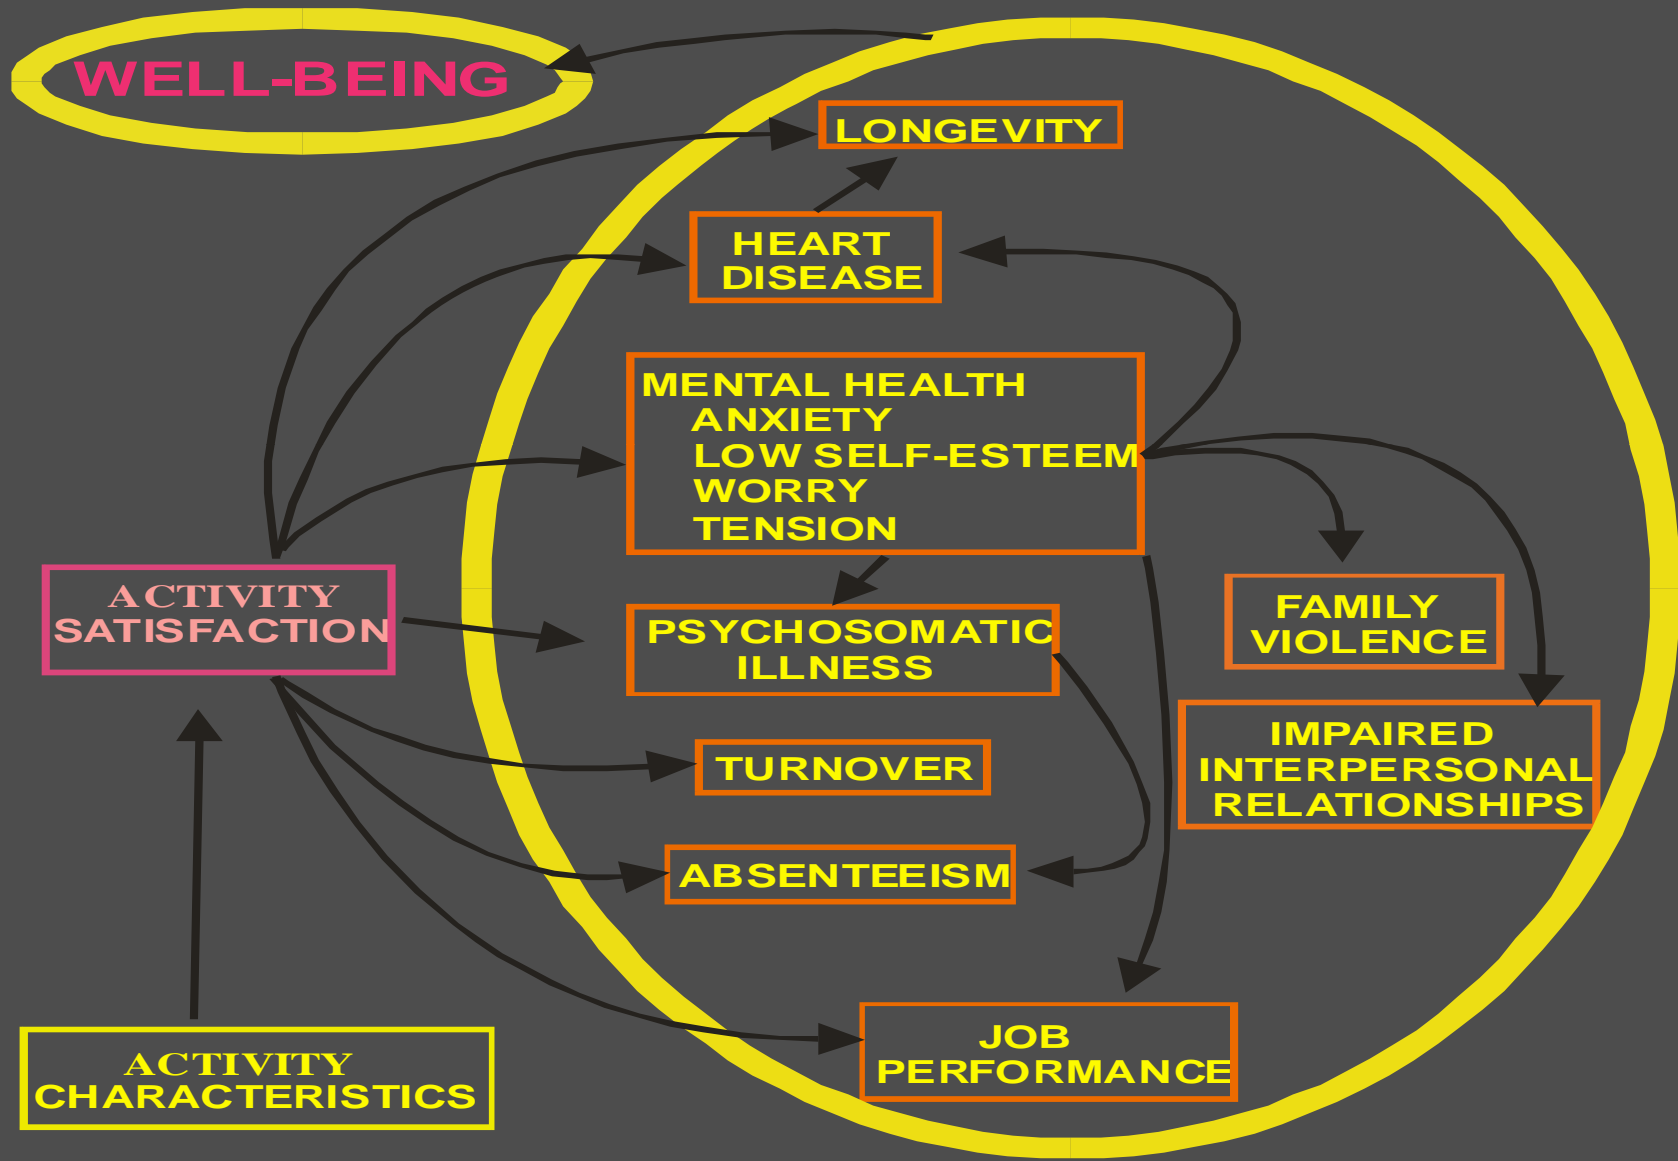 WELL-BEING
LONGEVITY
HEART
DISEASE
MENTAL HEALTH
ANXIETY
LOW SELF-ESTEEM
WORRY
TENSION
ACTIVITY
SATISFACTION
PSYCHOSOMATIC
ILLNESS
FAMILY
VIOLENCE
IMPAIRED
INTERPERSONAL
RELATIONSHIPS
TURNOVER
ABSENTEEISM
JOB
PERFORMANCE
ACTIVITY
CHARACTERISTICS